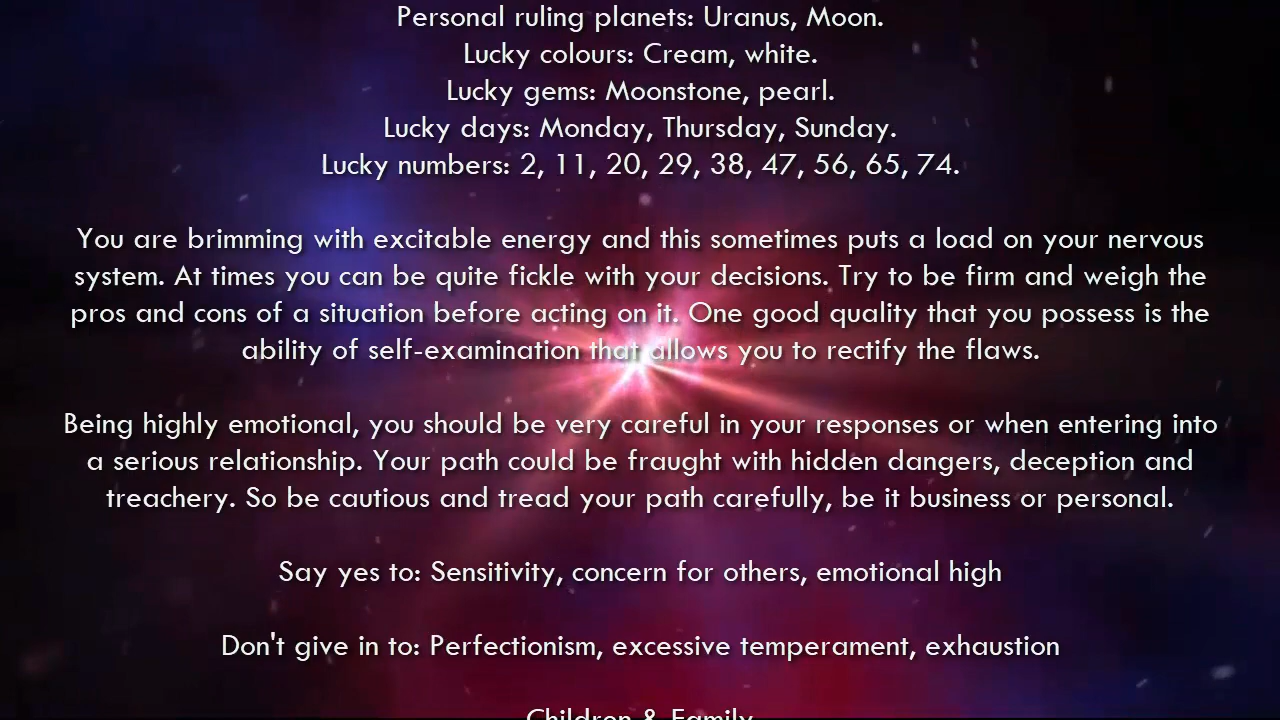 Personal ruling planets: Uranus, Moon.
Lucky colours: Cream, white.
Lucky gems: Moonstone, pearl.
Lucky days: Monday, Thursday, Sunday.
Lucky numbers: 2, 11, 20, 29, 38, 47, 56, 65, 74.
You are brimming with excitable energy and this sometimes puts a load on your nervous
system. At times you can be quite fickle with your decisions. Try to be firm and weigh the
pros and cons of a situation before acting on it. One good quality that you possess is the
ability of self-examination that allows you to rectify the flaws.
Being highly emotional, you should be very careful in your responses or when entering into
a serious relationship. Your path could be fraught with hidden dangers, deception and
treachery. So be cautious and tread your path carefully, be it business or personal.
Say yes to: Sensitivity, concern for others, emotional high
Don't give in to: Perfectionism, excessive temperament, exhaustion
Children & Family